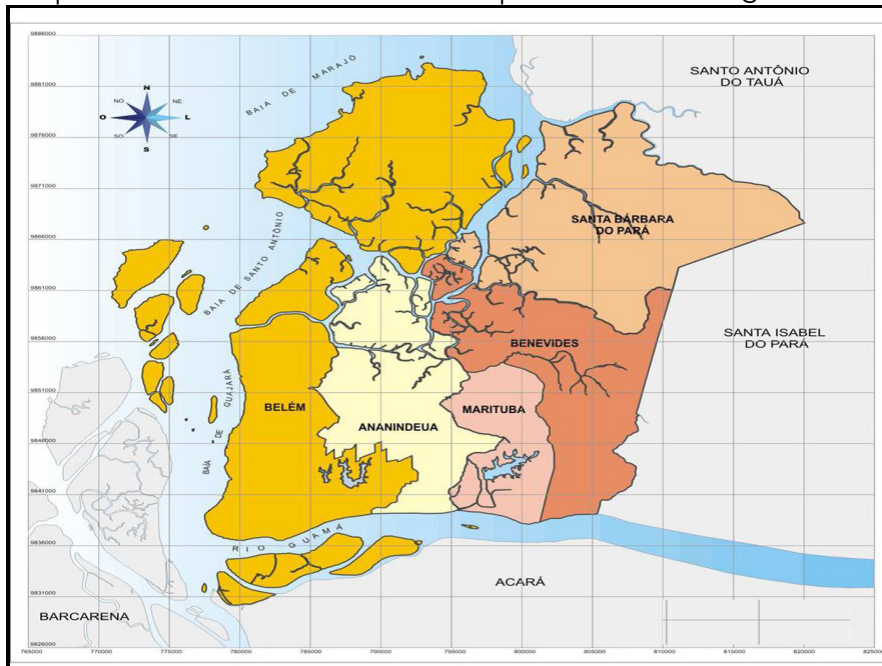 9886000
9881000
9876000
9871000
9866000
9861000
9856000
9851000
9846000
9841000
9836000
9831000
9826000
N
NO
NE
O
L
SO
SE
S
BAIA DE MARAJÓ
SANTO ANTÔNIO
DO TAUÁ
SANTA BÁRBARA
DO PARÁ
BAIA DE SANTO ANTÔNIO
BENEVIDES
SANTA ISABEL
DO PARÁ
BAÍA DE GUAJARÁ
BELÉM
MARITUBA
ANANINDEUA
RIO GUAMÁ
ACARÁ
BARCARENA
765000
770000
775000
780000
785000
790000
795000
800000
805000
810000
815000
820000